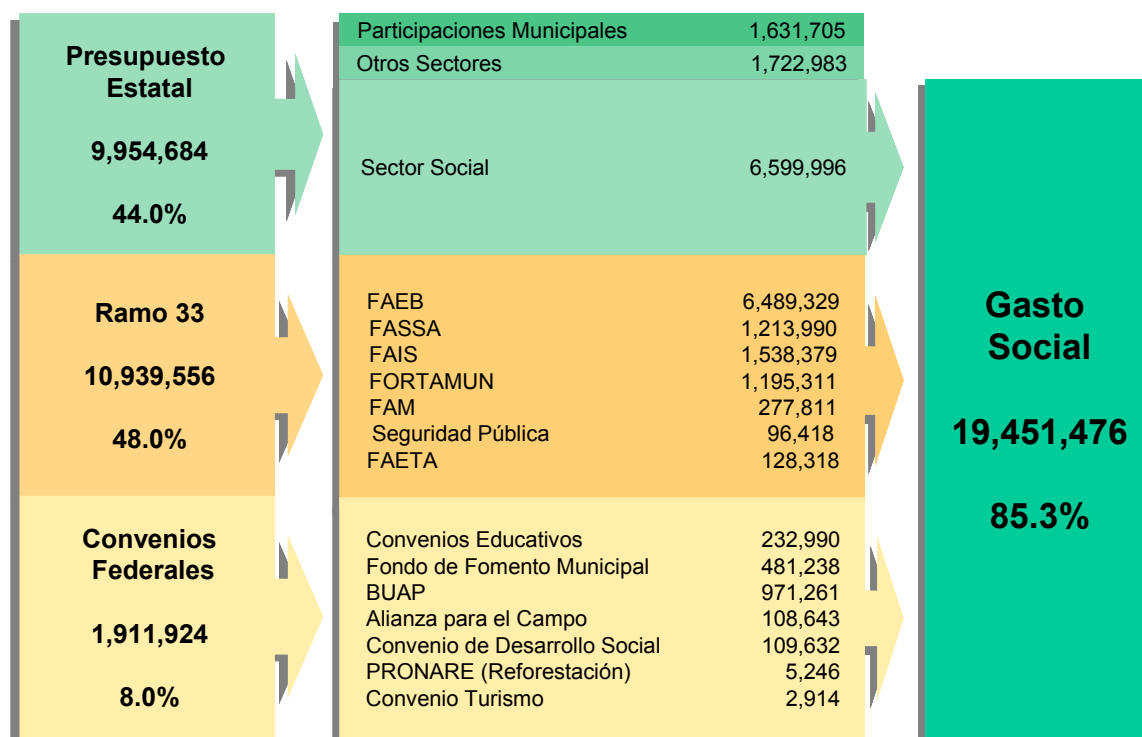 Presupuesto
Estatal
9,954,684
44.0%
Participaciones Municipales 1,631,705
Otros Sectores 1,722,983
Sector Social 6,599,996
Ramo 33
10,939,556
48.0%
FAEB 6,489,329
FASSA 1,213,990
FAIS 1,538,379
FORTAMUN 1,195,311
FAM 277,811
Seguridad Pública 96,418
FAETA 128,318
Convenios
Federales
1,911,924
8.0%
Convenios Educativos 232,990
Fondo de Fomento Municipal 481,238
BUAP 971,261
Alianza para el Campo 108,643
Convenio de Desarrollo Social 109,632
PRONARE (Reforestación) 5,246
Convenio Turismo 2,914
Gasto
Social
19,451,476
85.3%